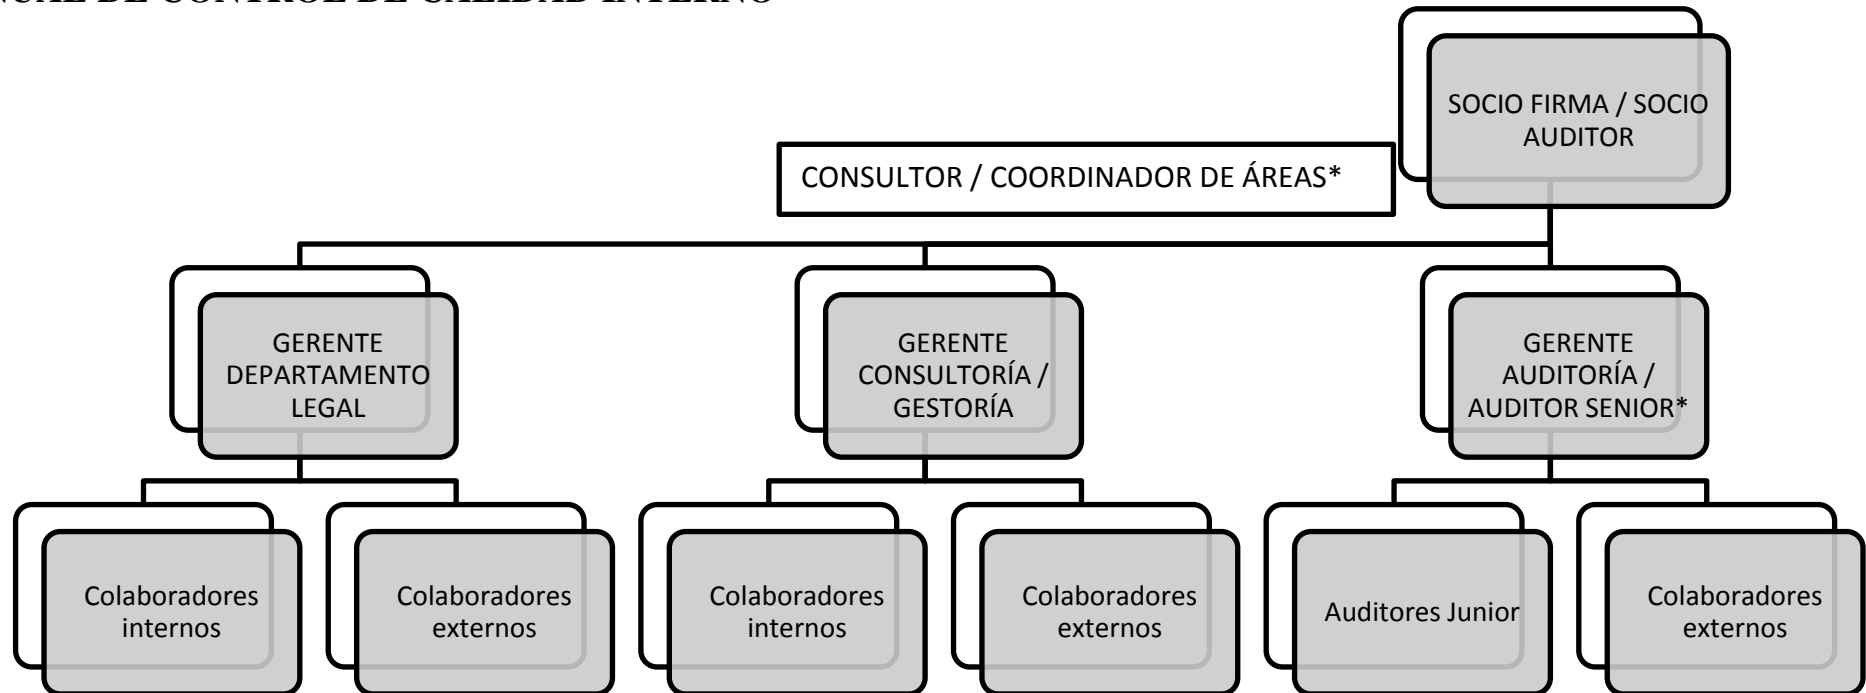 DE CONTROL DE CALIDAD INTERNO
SOCIO FIRMA / SOCIO
AUDITOR
CONSULTOR / COORDINADOR DE ÁREAS*
GERENTE
DEPARTAMENTO
LEGAL
GERENTE
CONSULTORÍA /
GESTORÍA
GERENTE
AUDITORÍA /
AUDITOR SENIOR*
Colaboradores
internos
Colaboradores
externos
Colaboradores
internos
Colaboradores
externos
Auditores Junior
Colaboradores
externos